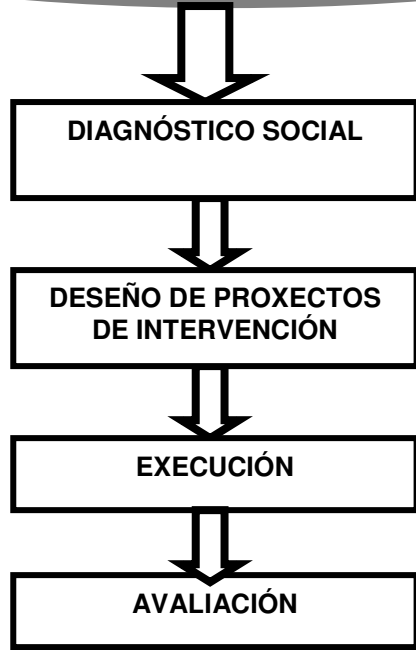 DIAGNÓSTICO SOCIAL
DESEÑO DE PROXECTOS
DE INTERVENCIÓN
EXECUCIÓN
AVALIACIÓN